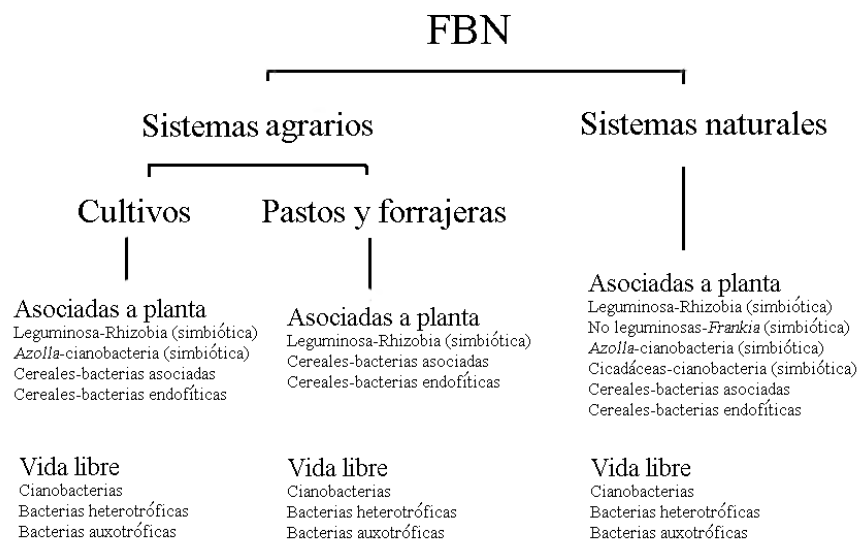 FBN
Sistemas agrarios
Sistemas naturales
Cultivos
Pastos y forrajeras
Asociadas a planta
Leguminosa-Rhizobia (simbiótica)
Azolla-cianobacteria (simbiótica)
Cereales-bacterias asociadas
Cereales-bacterias endofíticas
Vida libre
Cianobacterias
Bacterias heterotróficas
Bacterias auxotróficas
Asociadas a planta
Leguminosa-Rhizobia (simbiótica)
Cereales-bacterias asociadas
Cereales-bacterias endofíticas
Vida libre
Cianobacterias
Bacterias heterotróficas
Bacterias auxotróficas
Asociadas a planta
Leguminosa-Rhizobia (simbiótica)
No leguminosas-Frankia (simbiótica)
Azolla-cianobacteria (simbiótica)
Cicadáceas-cianobacteria (simbiótica)
Cereales-bacterias asociadas
Cereales-bacterias endofíticas
Vida libre
Cianobacterias
Bacterias heterotróficas
Bacterias auxotróficas